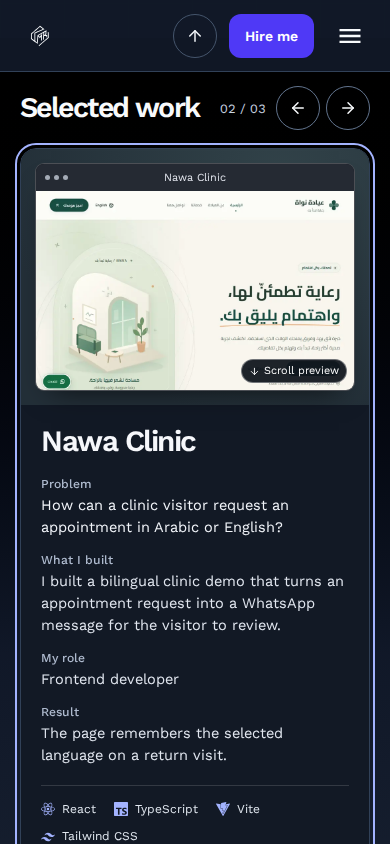 Hire me
Selected work
02 / 03
Nawa Clinic
English
عيادة نواة
رعاية تطمئنّ لها،
واهتمام يليق بك.
Scroll preview
Nawa Clinic
Problem
How can a clinic visitor request an
appointment in Arabic or English?
What I built
I built a bilingual clinic demo that turns an
appointment request into a WhatsApp
message for the visitor to review.
My role
Frontend developer
Result
The page remembers the selected
language on a return visit.
React
TS
TypeScript
Vite
Tailwind CSS